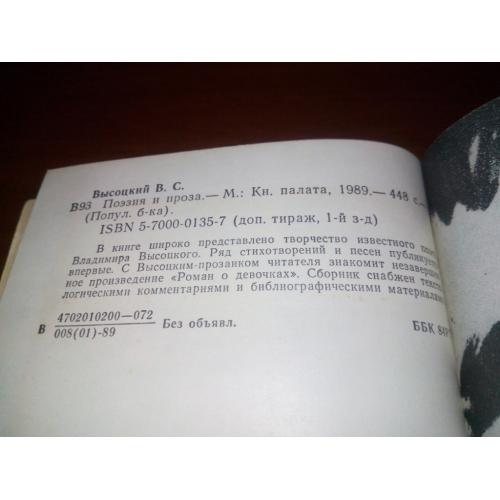 Высоцкий В. С.
В93 Поэзия и проза.— М.: Кн. палата, 1989.— 448 с.—
(Попул. б-ка).
ISBN 5-7000-0135-7 (доп. тираж, 1-й з-д)
В книге широко представлено творчество известного
Владимира Высоцкого. Ряд стихотворений и песен
впервые. С Высоцким-прозаиком читателя знакомит
ное произведение «Роман о девочках». Сборник снабжен
логическими комментариями и библиографическими
В 4702010200—072
008(01)-89
Без объявл.
ББК